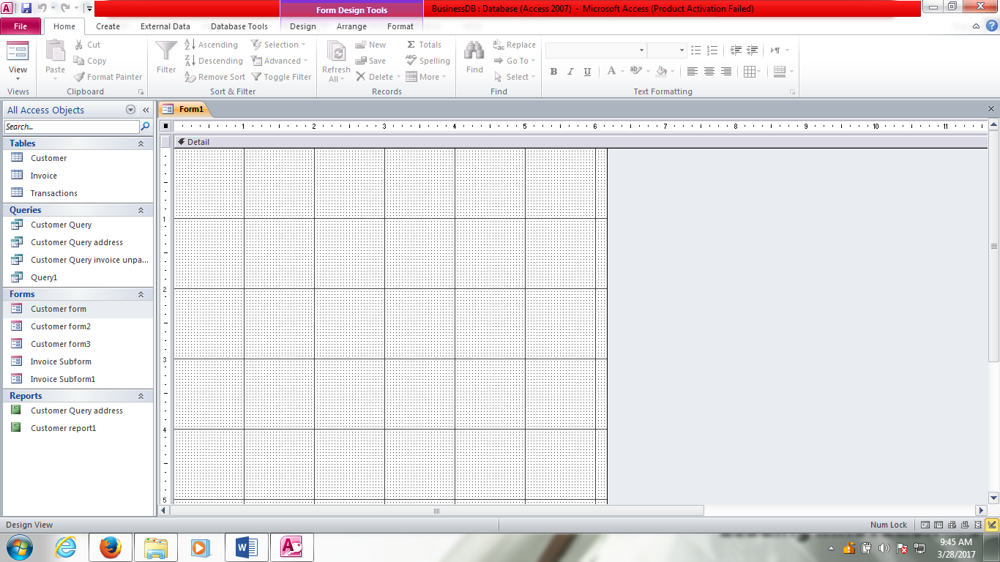 Form Design Tools
BusinessDB : Database (Access 2007) - Microsoft Access (Product Activation Failed)
File Home Create External Data Database Tools Design Arrange Format
View
Views
Paste
Cut
Copy
Format Painter
Clipboard
Filter
Ascending
Descending
Remove Sort
Selection
Advanced
Toggle Filter
Sort & Filter
Refresh
All
New
Save
Delete
Totals
Spelling
More
Records
Find
Replace
Go To
Select
Find
B I U A ab
Text Formatting
All Access Objects
Search...
Tables
Customer
Invoice
Transactions
Queries
Customer Query
Customer Query address
Customer Query invoice unpa...
Query1
Forms
Customer form
Customer form2
Customer form3
Invoice Subform
Invoice Subform1
Reports
Customer Query address
Customer report1
Form1
1 2 3 4 5 6 7 8 9 10 11
Detail
1
2
3
4
5
Design View
Num Lock
9:45 AM
3/28/2017